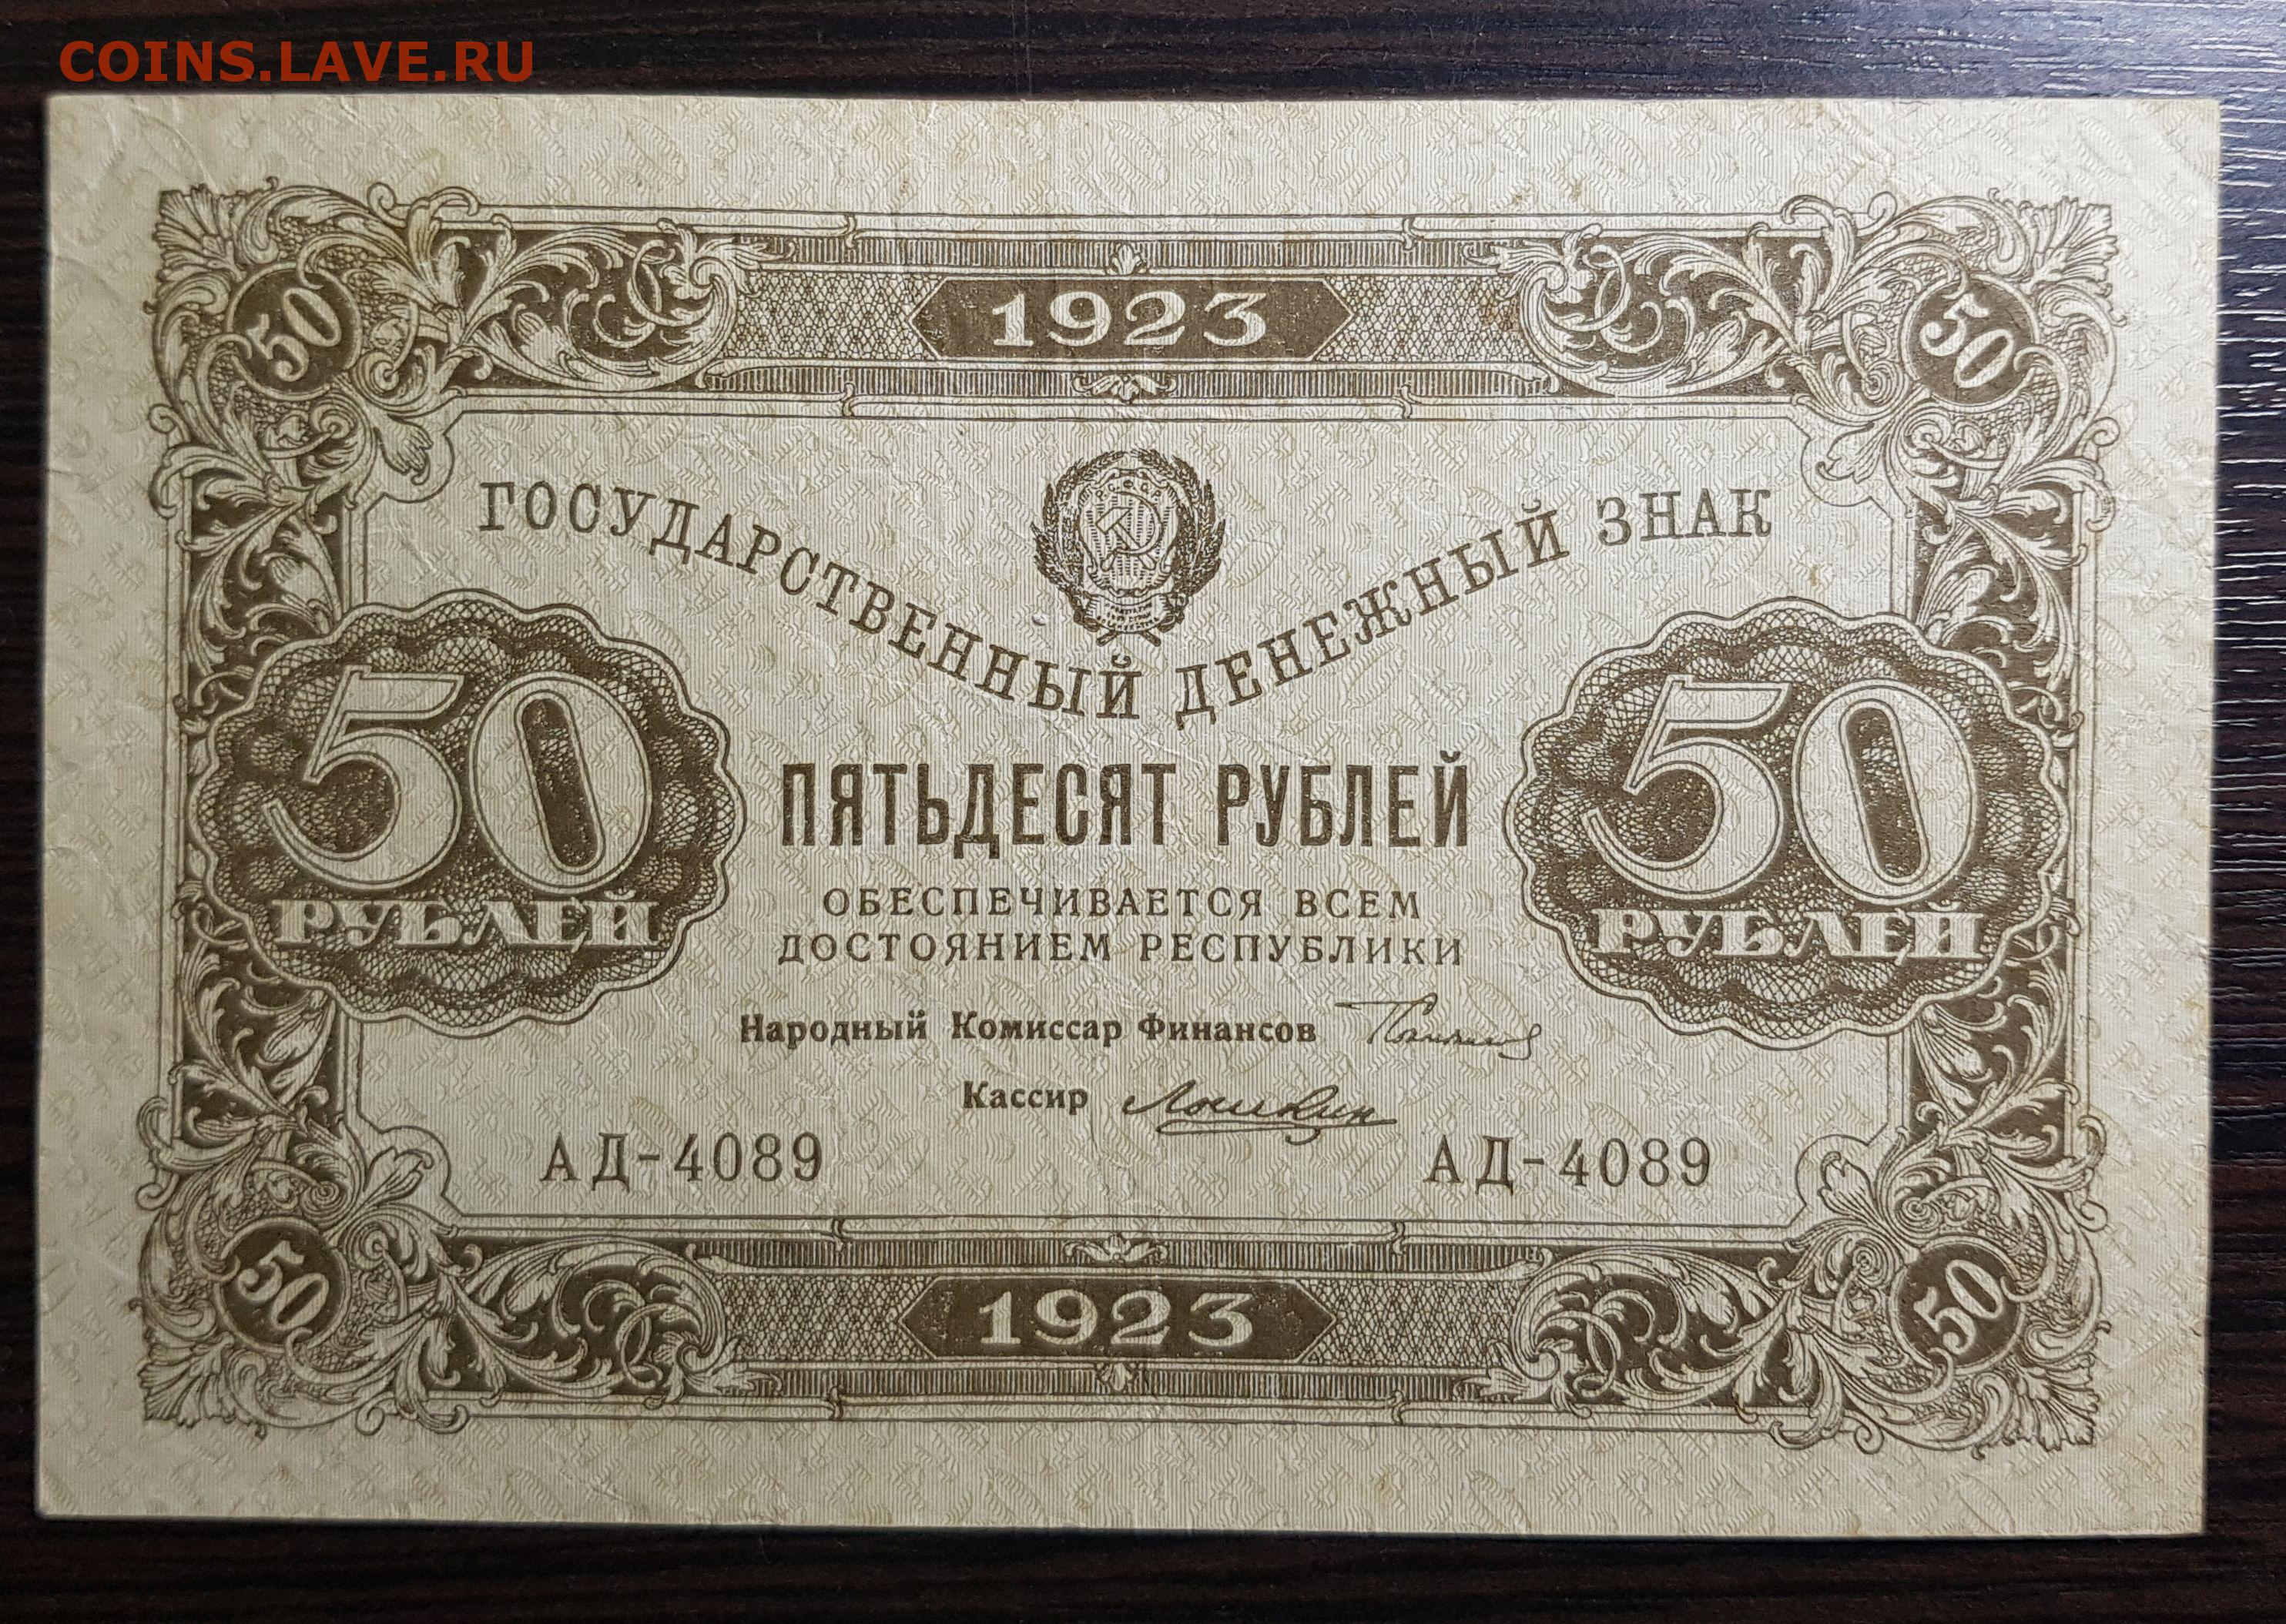 COINS.LAVE.RU
1923
50
50
ГОСУДАРСТВЕННЫЙ ДЕНЕЖНЫЙ ЗНАК
Р.С.Ф.С.Р.
50
РУБЛЕЙ
ПЯТЬДЕСЯТ РУБЛЕЙ
50
РУБЛЕЙ
ОБЕСПЕЧИВАЕТСЯ ВСЕМ
ДОСТОЯНИЕМ РЕСПУБЛИКИ
Народный Комиссар Финансов
Кассир
АД-4089
АД-4089
50
1923
50